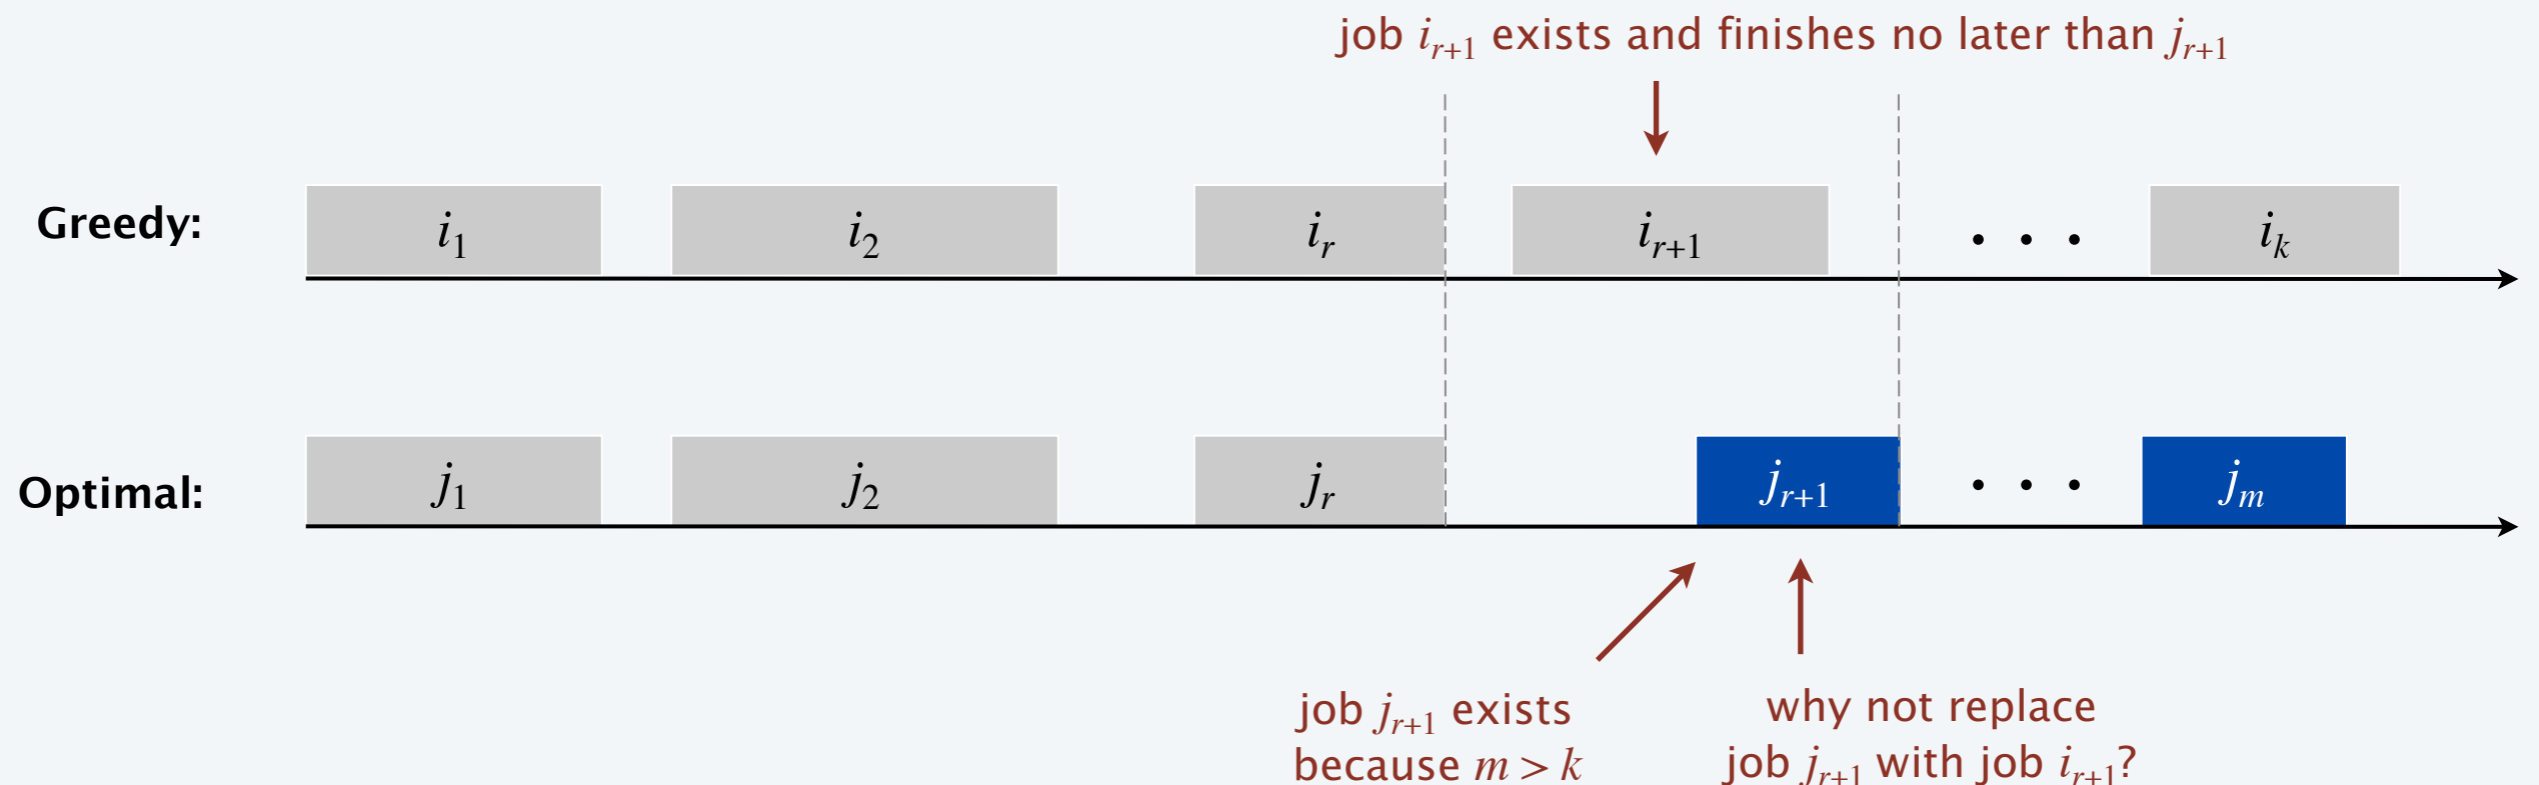 job i_{r+1} exists and finishes no later than j_{r+1}
Greedy: i_1 i_2 i_r i_{r+1} . . . i_k
Optimal: j_1 j_2 j_r j_{r+1} . . . j_m
job j_{r+1} exists
because m > k
why not replace
job j_{r+1} with job i_{r+1}?